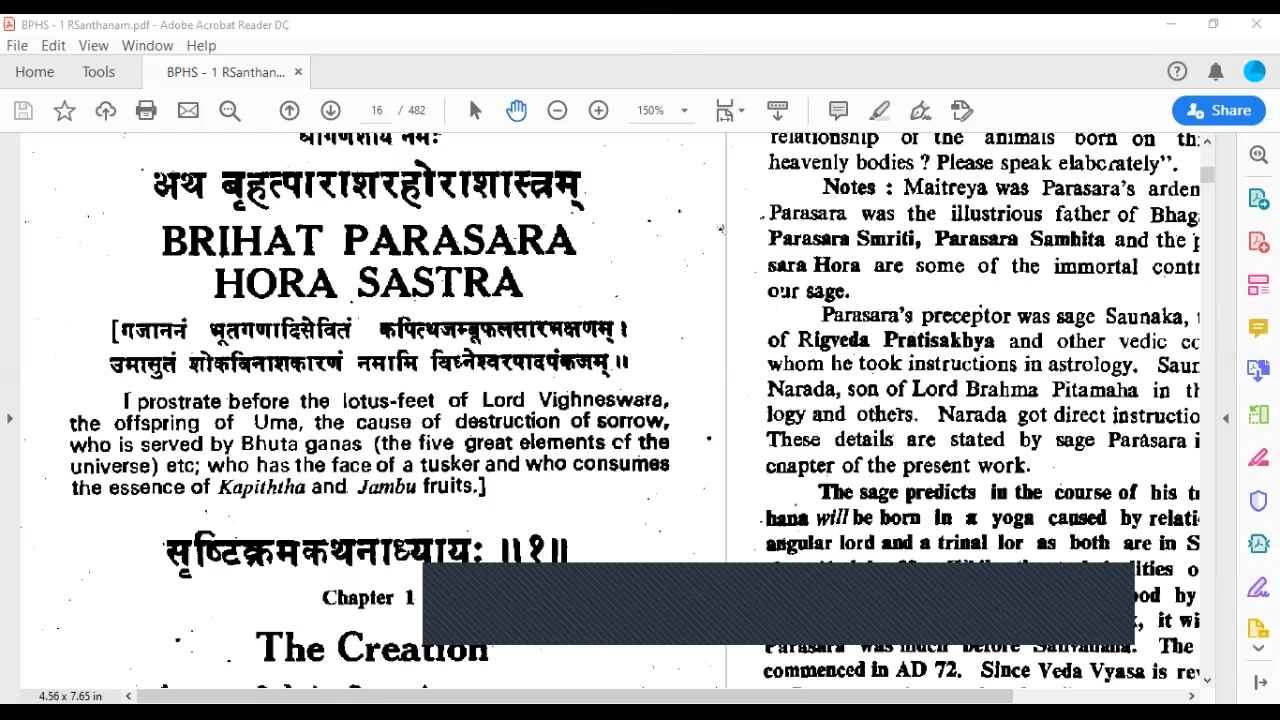 BPHS - 1 RSanthanam.pdf - Adobe Acrobat Reader DC
File Edit View Window Help
Home Tools BPHS - 1 RSanthan... ×
16 / 482 150% Share
श्रीगणेशाय नमः
अथ बृहत्पाराशरहोराशास्त्रम्
BRIHAT PARASARA
HORA SASTRA
[गजाननं भूतगणादिसेवितं कपित्थजम्बूफलसारभक्षणम् ।
उमासुतं शोकविनाशकारणं नमामि विघ्नेश्वरपादपंकजम् ॥
I prostrate before the lotus-feet of Lord Vighneswara,
the offspring of Uma, the cause of destruction of sorrow,
who is served by Bhuta ganas (the five great elements of the
universe) etc; who has the face of a tusker and who consumes
the essence of Kapiththa and Jambu fruits.]
सृष्टिक्रमकथनाध्यायः ॥१॥
Chapter 1
The Creation
relationship of the animals born on
heavenly bodies ? Please speak elaborately”.
Notes : Maitreya was Parasara's
Parasara was the illustrious father of
Parasara Smriti, Parasara Samhita and the
sara Hora are some of the immortal
our sage.
Parasara's preceptor was sage Saunaka,
of Rigveda Pratisakhya and other vedic
whom he took instructions in astrology.
Narada, son of Lord Brahma Pitamaha in
logy and others. Narada got direct
These details are stated by sage Parasara
chapter of the present work.
The sage predicts in the course of his
hana will be born in a yoga caused by
angular lord and a trinal lor as both are in
by
it
Parasara was much before Salivahana. The
commenced in AD 72. Since Veda Vyasa is
4.56 x 7.65 in